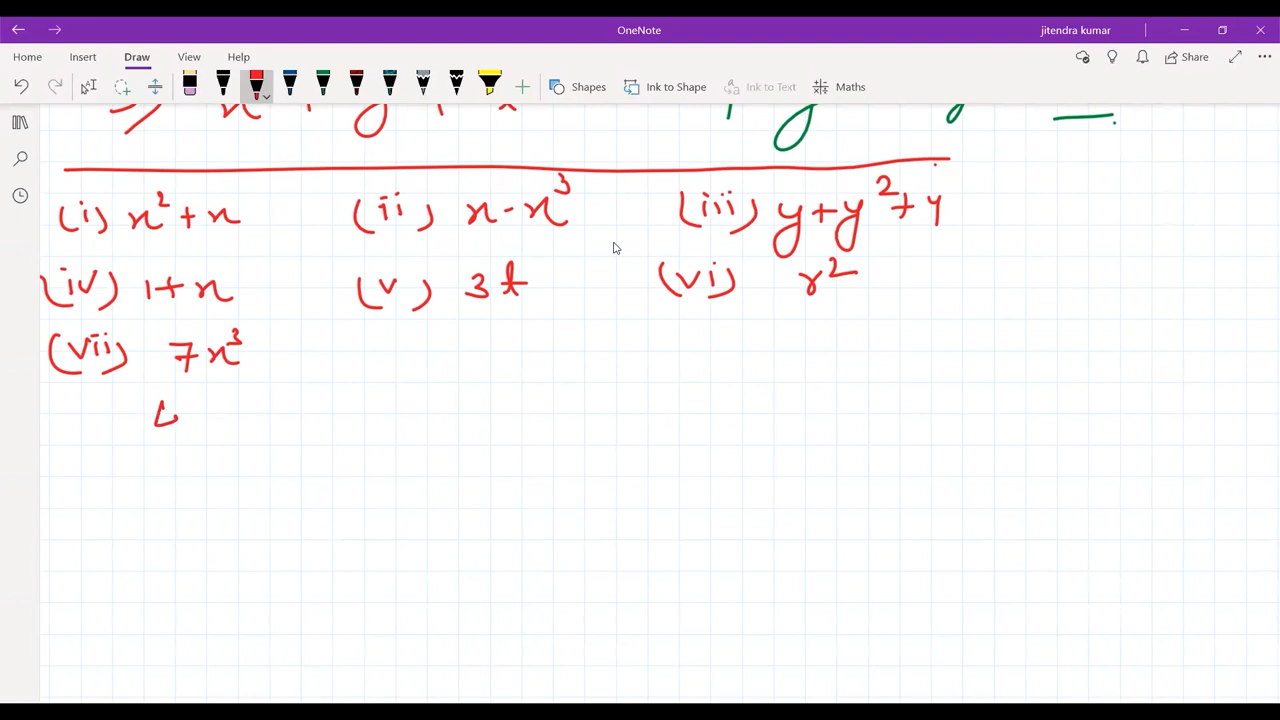 OneNote
jitendra kumar
Home Insert Draw View Help
Share
Shapes Ink to Shape Ink to Text Maths
(i) x² + x (ii) x - x³ (iii) y + y² + 4
(iv) 1 + x (v) 3t (vi) r²
(vii) 7x³